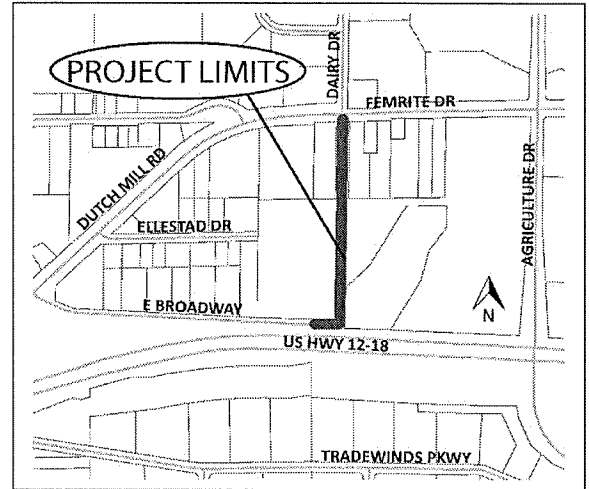 PROJECT LIMITS
DAIRY DR
FEMRITE DR
DUTCH MILL RD
AGRICULTURE DR
ELLESTAD DR
E BROADWAY
N
US HWY 12-18
TRADEWINDS PKWY